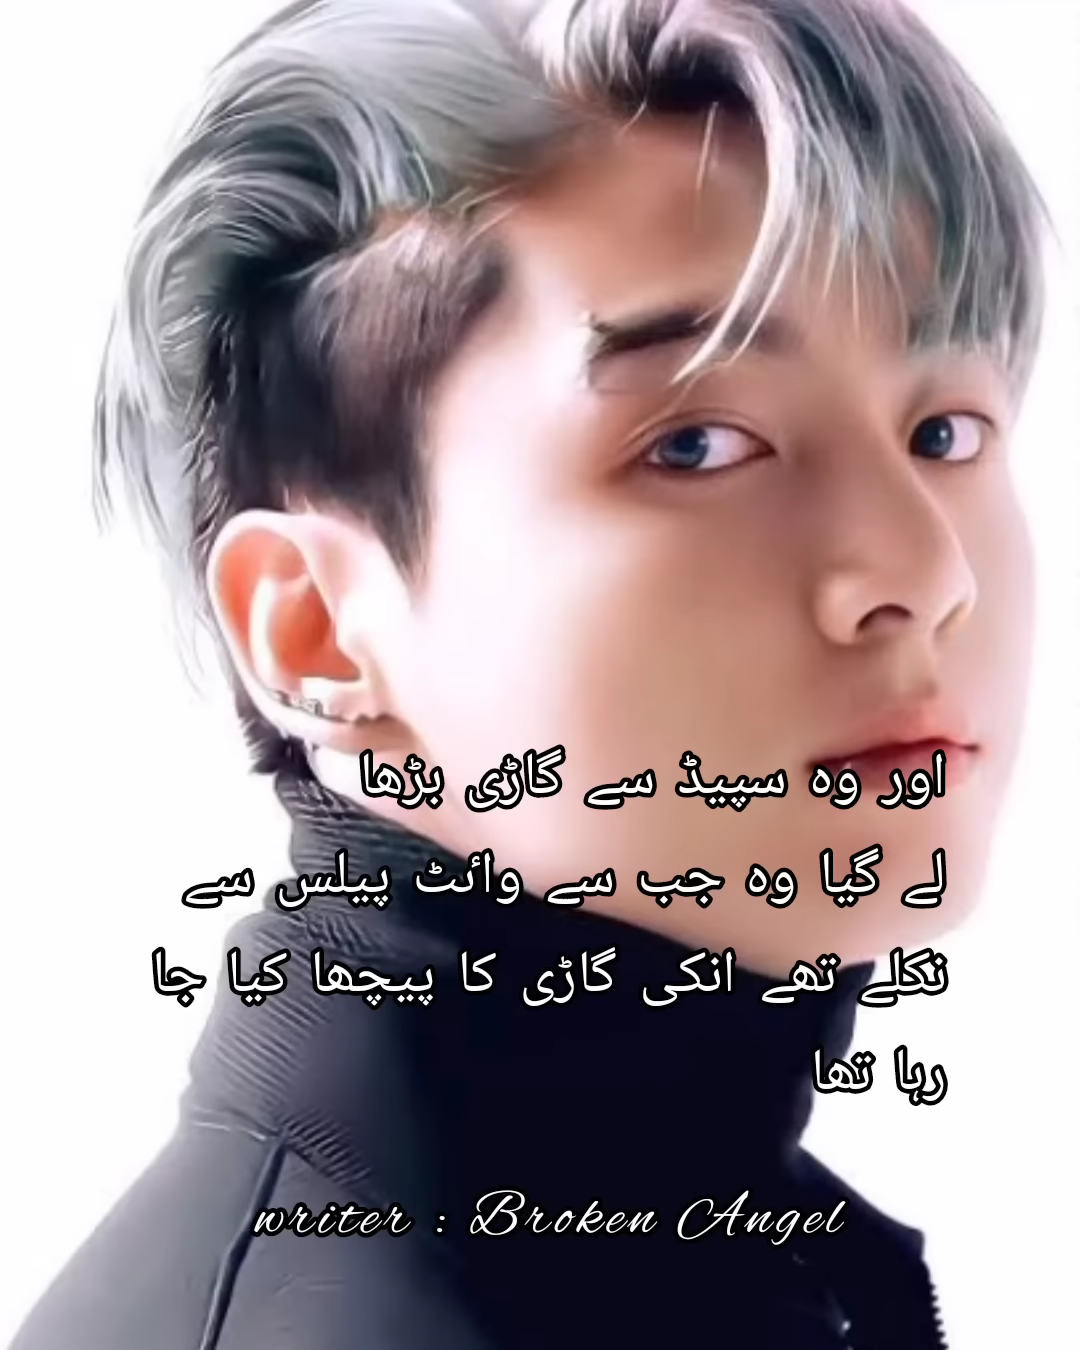 اور وہ سپیڈ سے گاڑی بڑھا
لے گیا وہ جب سے وائٹ پیلس سے
نکلے تھے انکی گاڑی کا پیچھا کیا جا
رہا تھا
writer : Broken Angel